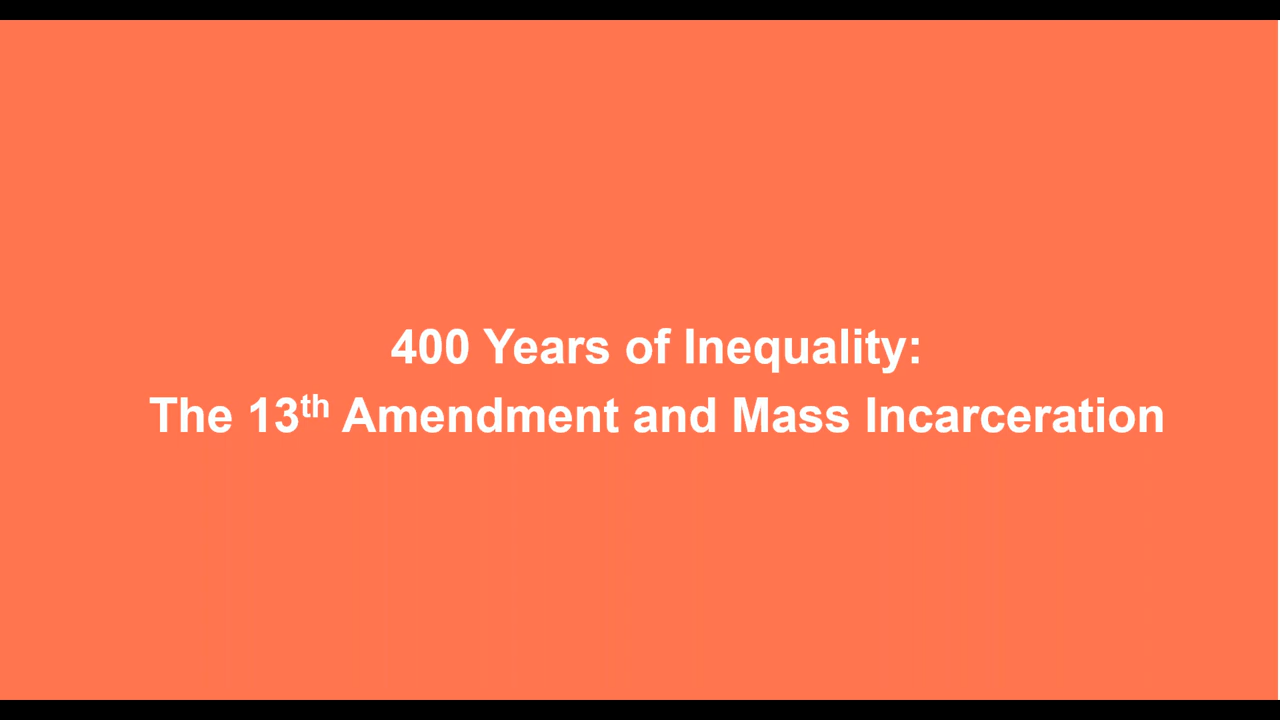 400 Years of Inequality:
The 13th Amendment and Mass Incarceration